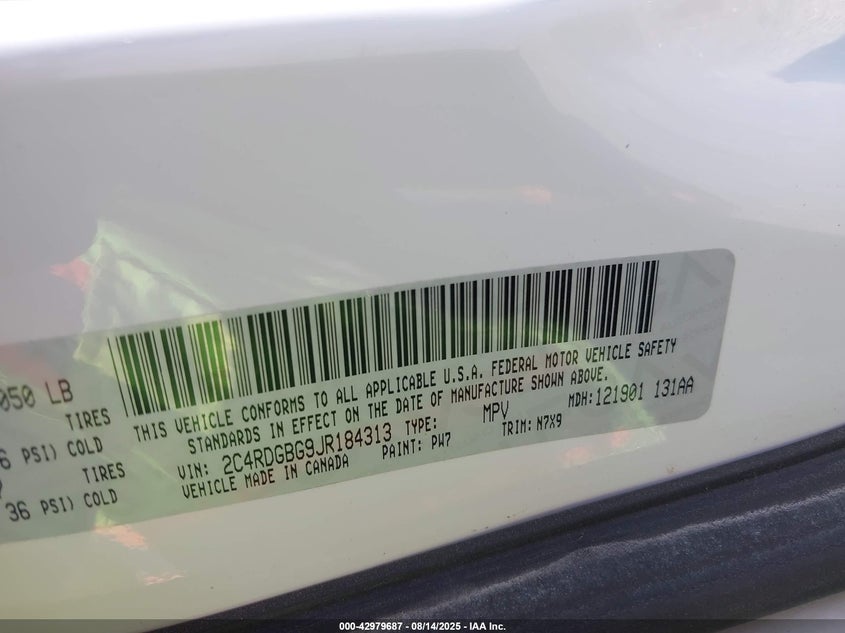 050 LB
TIRES
6 PSI) COLD
TIRES
36 PSI) COLD
THIS VEHICLE CONFORMS TO ALL APPLICABLE U.S.A. FEDERAL MOTOR VEHICLE SAFETY
STANDARDS IN EFFECT ON THE DATE OF MANUFACTURE SHOWN ABOVE.
VIN: 2C4RDGBG9JR184313 TYPE: MPV MDH:121901 131AA
VEHICLE MADE IN CANADA PAINT: PW7 TRIM: N7X9
000-42979687 - 08/14/2025 - IAA Inc.